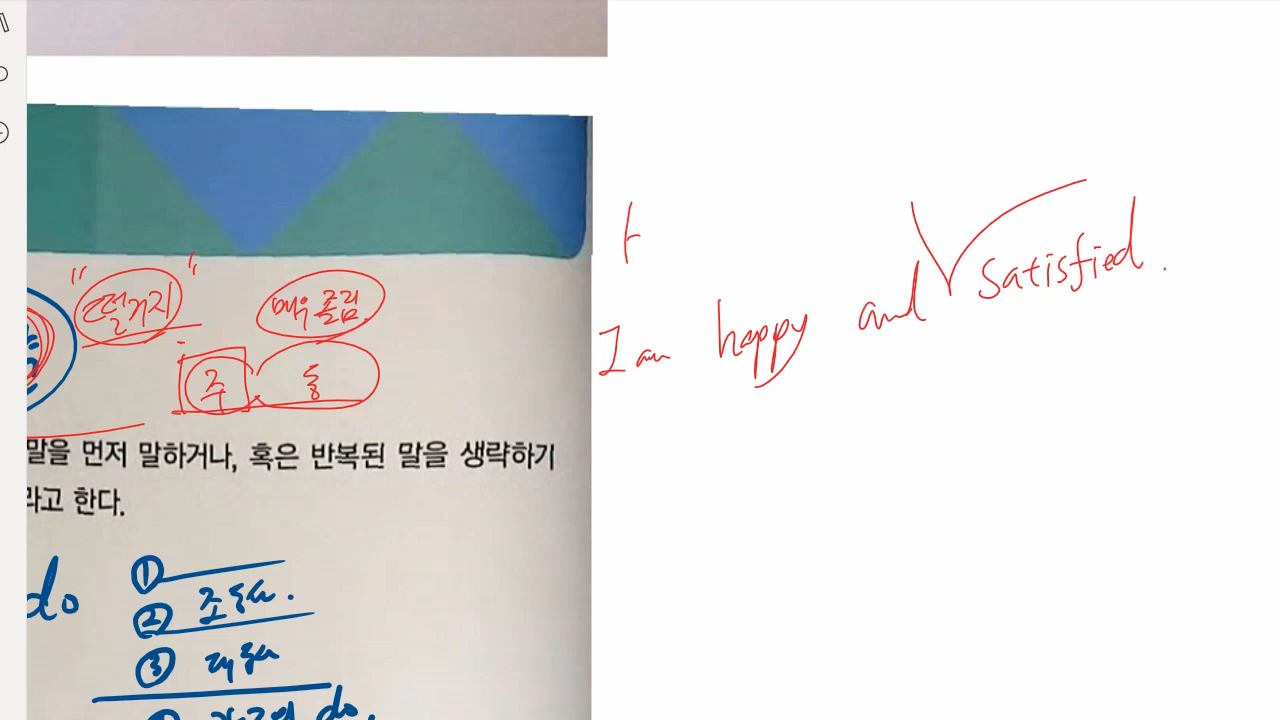 "떨거지" 매우 졸림.
주 동
I am happy and satisfied.
말을 먼저 말하거나, 혹은 반복된 말을 생략하기
라고 한다.
do ①
② 조동사.
③ 대동사
do.